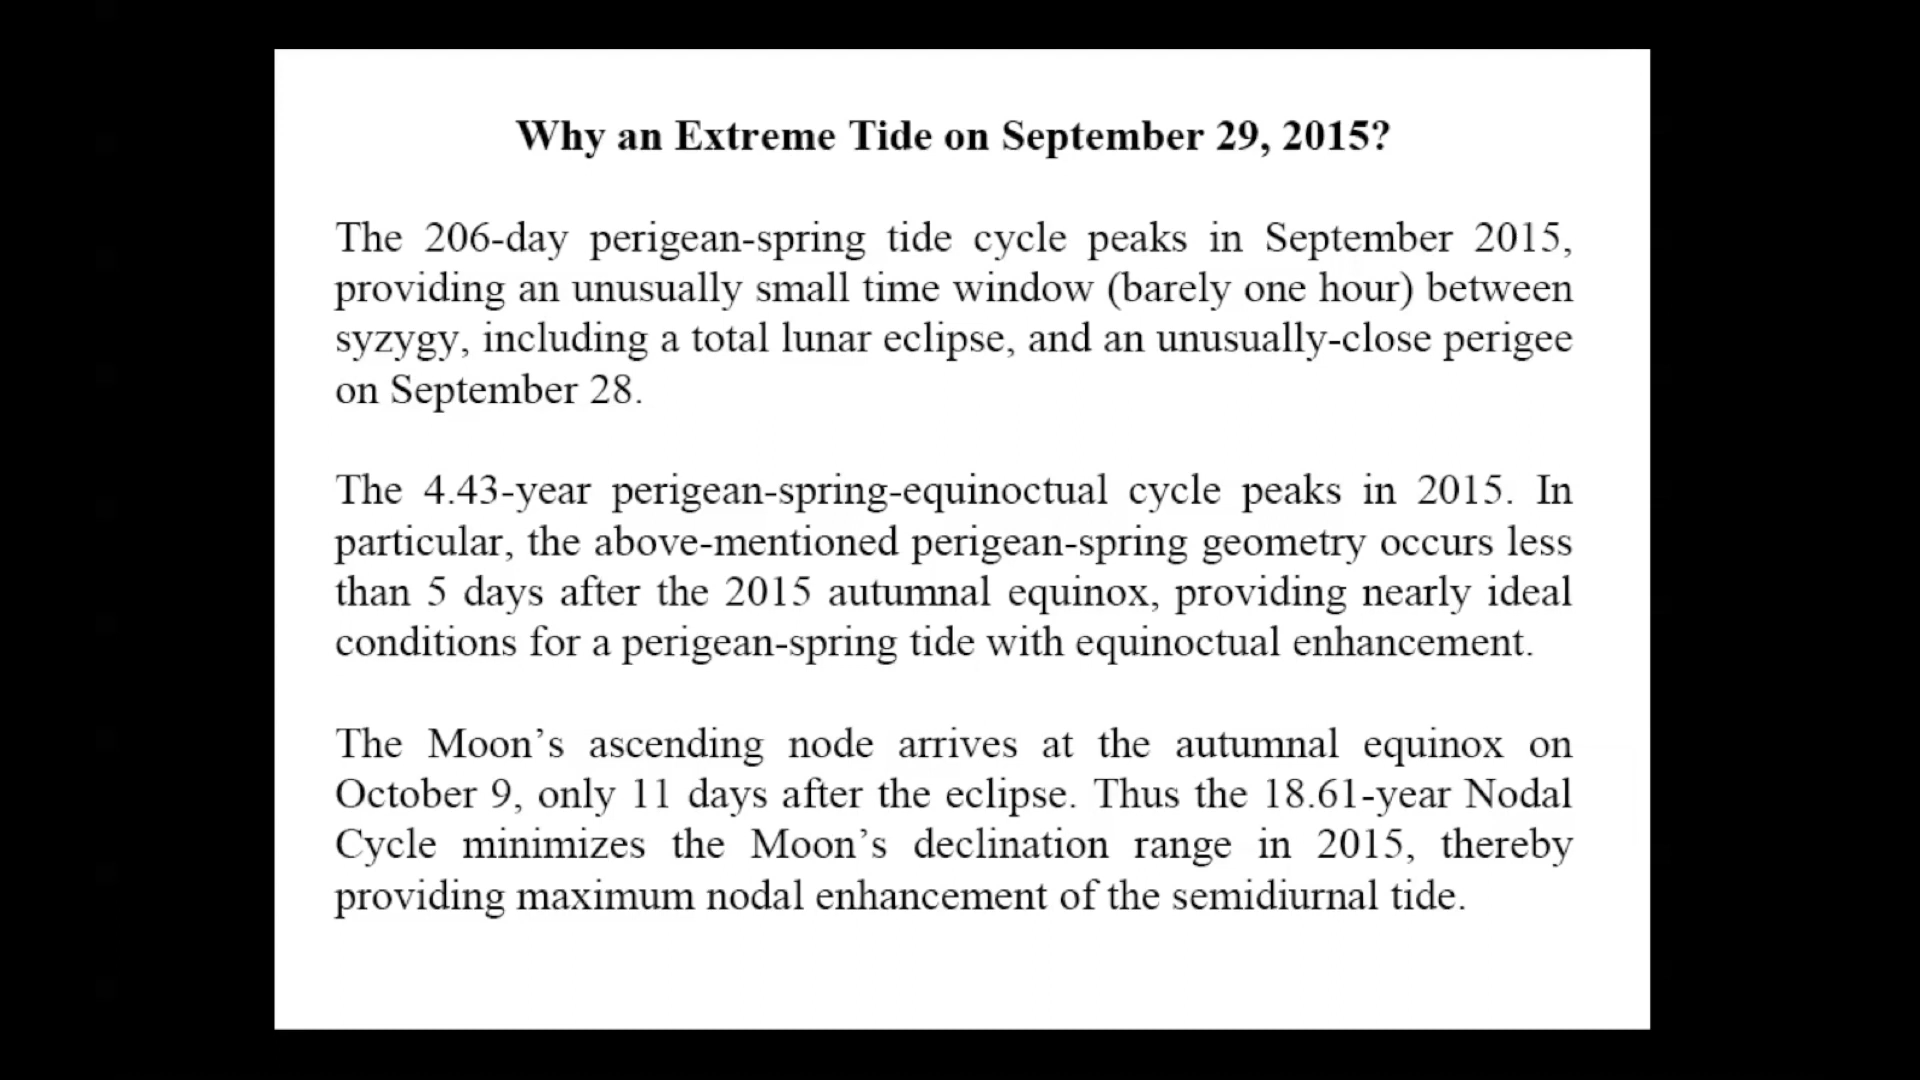 Why an Extreme Tide on September 29, 2015?
The 206-day perigean-spring tide cycle peaks in September 2015,
providing an unusually small time window (barely one hour) between
syzygy, including a total lunar eclipse, and an unusually-close perigee
on September 28.
The 4.43-year perigean-spring-equinoctual cycle peaks in 2015. In
particular, the above-mentioned perigean-spring geometry occurs less
than 5 days after the 2015 autumnal equinox, providing nearly ideal
conditions for a perigean-spring tide with equinoctual enhancement.
The Moon’s ascending node arrives at the autumnal equinox on
October 9, only 11 days after the eclipse. Thus the 18.61-year Nodal
Cycle minimizes the Moon’s declination range in 2015, thereby
providing maximum nodal enhancement of the semidiurnal tide.